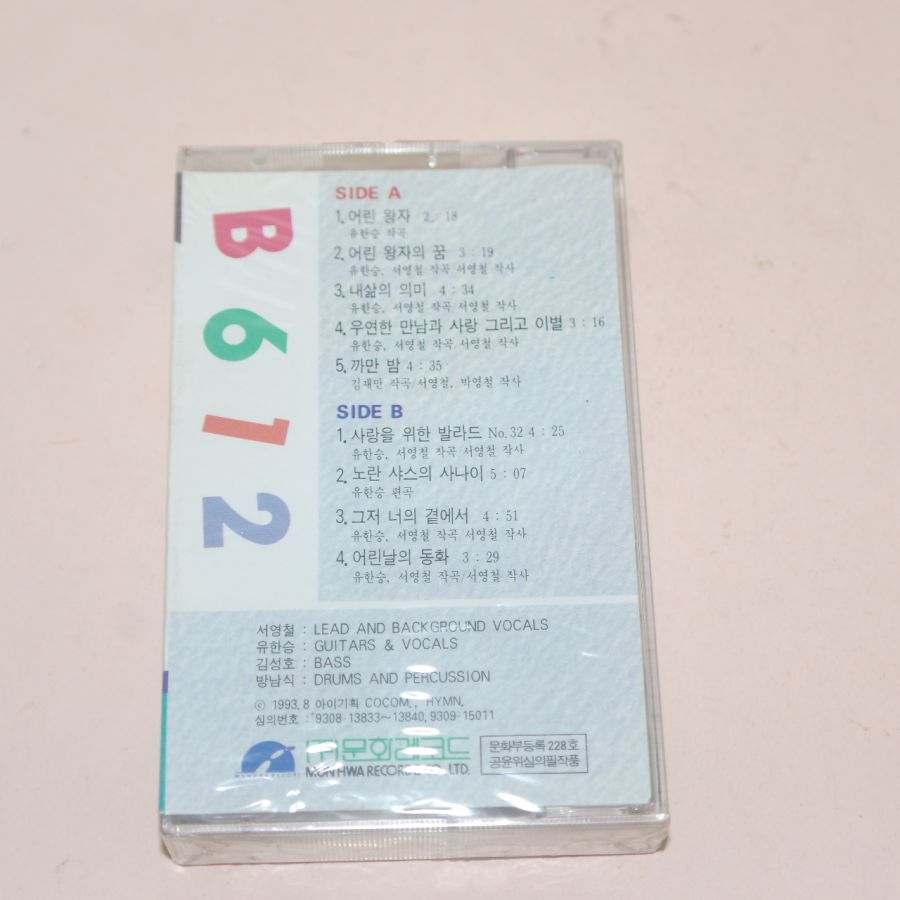 B612
SIDE A
1. 어린 왕자 2 : 18
유한승 작곡
2. 어린 왕자의 꿈 3 : 19
유한승, 서영철 작곡 서영철 작사
3. 내삶의 의미 4 : 34
유한승, 서영철 작곡/서영철 작사
4. 우연한 만남과 사랑 그리고 이별 3 : 16
유한승, 서영철 작곡/서영철 작사
5. 까만 밤 4 : 35
김재만 작곡/서영철, 박영철 작사
SIDE B
1. 사랑을 위한 발라드 No.32 4 : 25
유한승, 서영철 작곡/서영철 작사
2. 노란 샤스의 사나이 5 : 07
유한승 편곡
3. 그저 너의 곁에서 4 : 51
유한승, 서영철 작곡 서영철 작사
4. 어린날의 동화 3 : 29
유한승, 서영철 작곡/서영철 작사
서영철 : LEAD AND BACKGROUND VOCALS
유한승 : GUITARS & VOCALS
김성호 : BASS
방남식 : DRUMS AND PERCUSSION
ⓒ 1993. 8 아이기획 COCOM., HYMN.
심의번호 : 9308-13833~13840, 9309-15011
(주)문화레코드
MUNHWA RECORDS CO., LTD.
문화부등록 228호
공윤위심의필작품